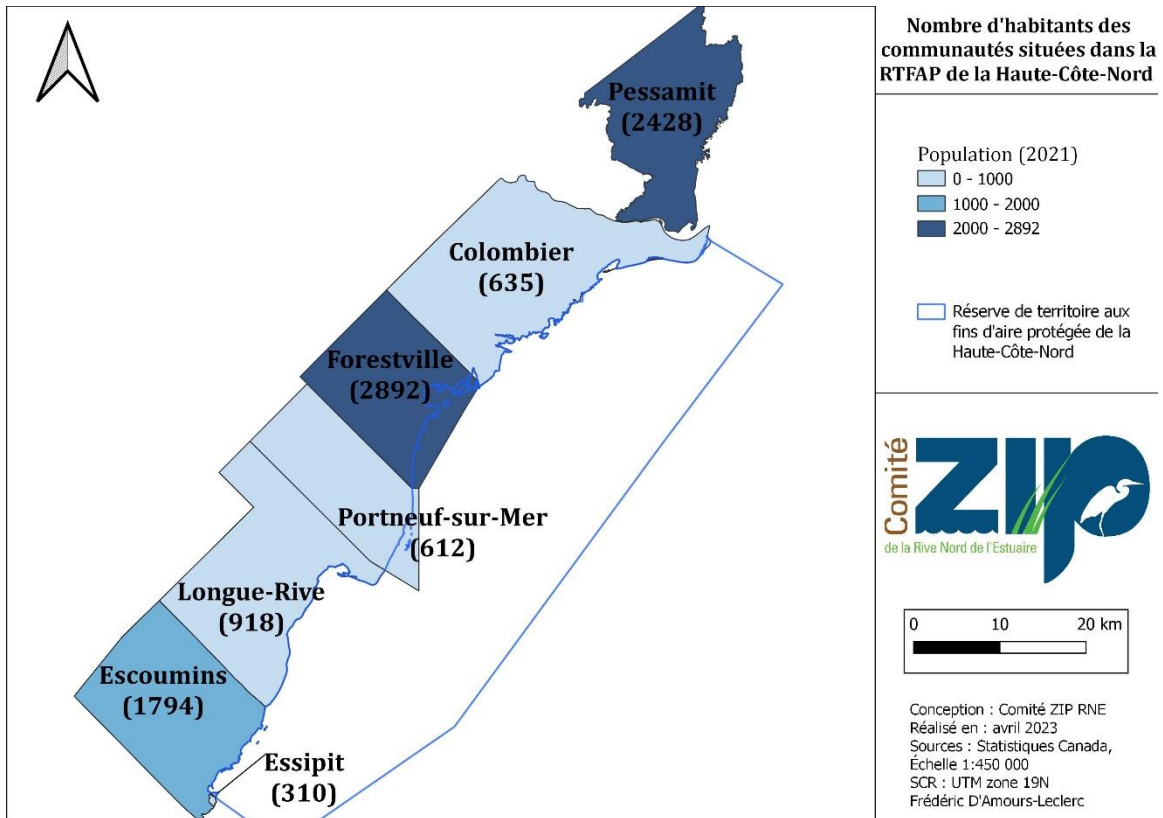 Nombre d'habitants des
communautés situées dans la
RTFAP de la Haute-Côte-Nord
Pessamit
(2428)
Colombier
(635)
Forestville
(2892)
Portneuf-sur-Mer
(612)
Longue-Rive
(918)
Escoumins
(1794)
Essipit
(310)
Population (2021)
0 - 1000
1000 - 2000
2000 - 2892
Réserve de territoire aux
fins d'aire protégée de la
Haute-Côte-Nord
Comité
ZIP
de la Rive Nord de l'Estuaire
0 10 20 km
Conception : Comité ZIP RNE
Réalisé en : avril 2023
Sources : Statistiques Canada,
Échelle 1:450 000
SCR : UTM zone 19N
Frédéric D'Amours-Leclerc